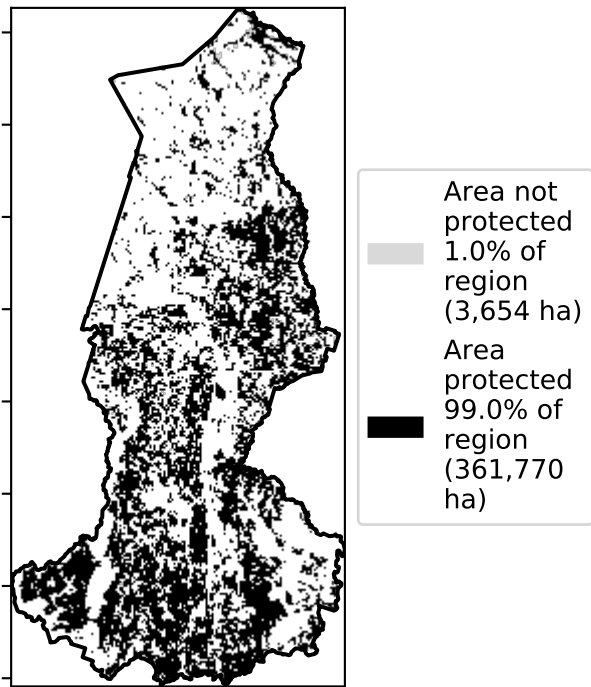 Area not
protected
1.0% of
region
(3,654 ha)
Area
protected
99.0% of
region
(361,770
ha)